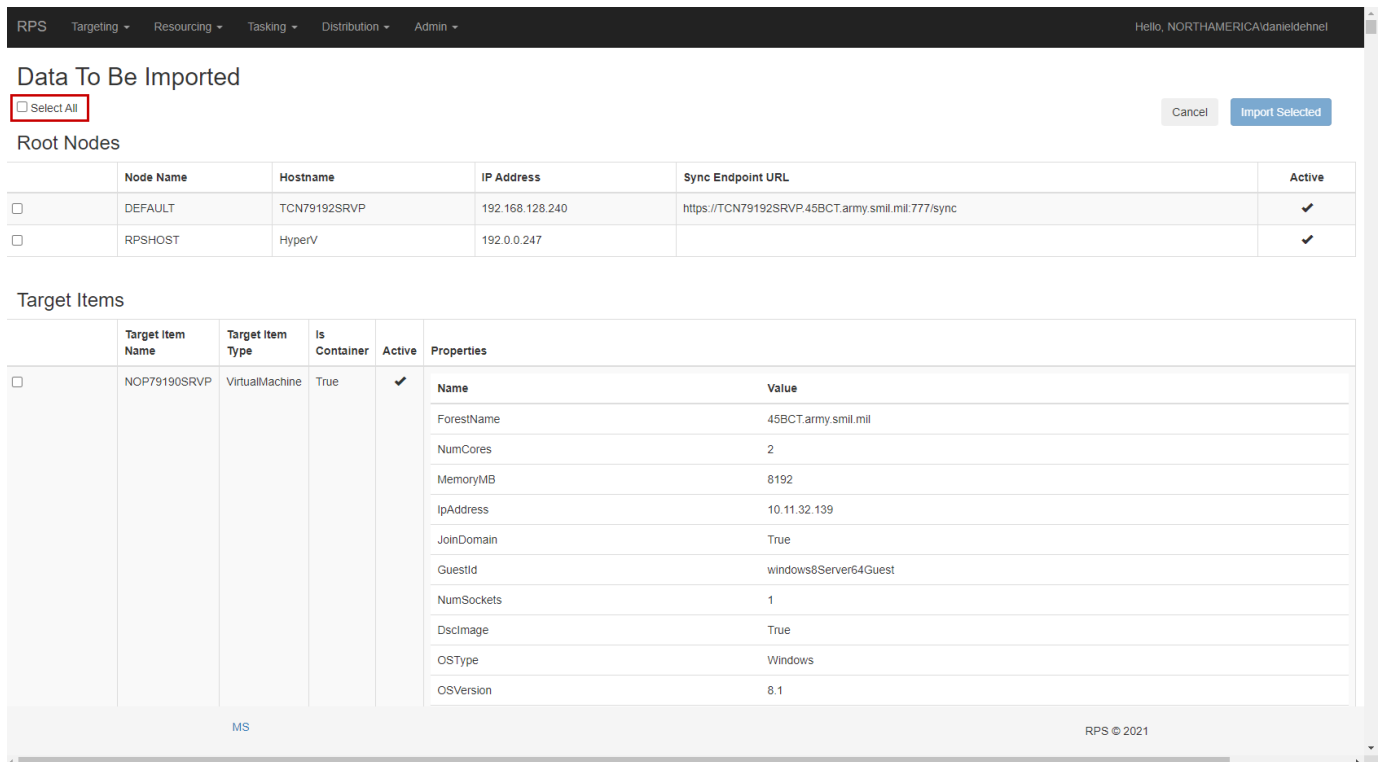 RPS Targeting Resourcing Tasking Distribution Admin Hello, NORTHAMERICA\danieldehnel
Data To Be Imported
Select All
Cancel Import Selected
Root Nodes
Node Name Hostname IP Address Sync Endpoint URL Active
DEFAULT TCN79192SRVP 192.168.128.240 https://TCN79192SRVP.45BCT.army.smil.mil:777/sync
RPSHOST HyperV 192.0.0.247
Target Items
Target Item Name Target Item Type Is Container Active Properties
NOP79190SRVP VirtualMachine True
Name Value
ForestName 45BCT.army.smil.mil
NumCores 2
MemoryMB 8192
IpAddress 10.11.32.139
JoinDomain True
GuestId windows8Server64Guest
NumSockets 1
DscImage True
OSType Windows
OSVersion 8.1
MS RPS © 2021